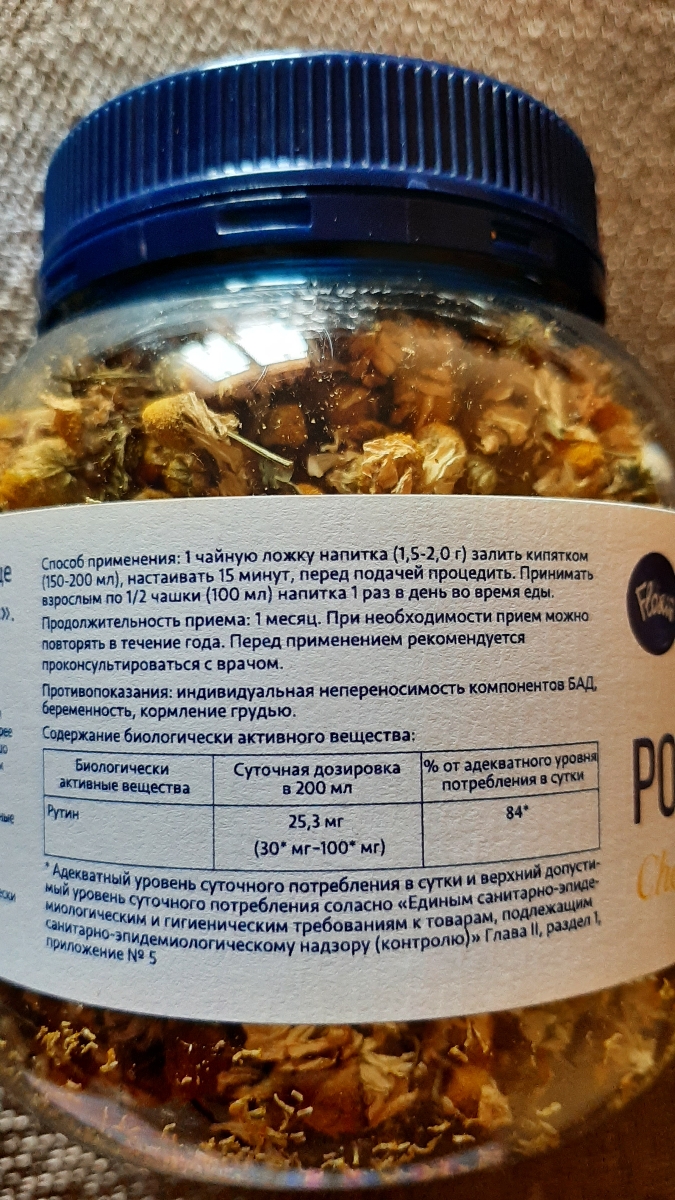 Способ применения: 1 чайную ложку напитка (1,5-2,0 г) залить кипятком
(150-200 мл), настаивать 15 минут, перед подачей процедить. Принимать
взрослым по 1/2 чашки (100 мл) напитка 1 раз в день во время еды.
Продолжительность приема: 1 месяц. При необходимости прием можно
повторять в течение года. Перед применением рекомендуется
проконсультироваться с врачом.
Противопоказания: индивидуальная непереносимость компонентов БАД,
беременность, кормление грудью.
Содержание биологически активного вещества:
Биологически
активные вещества
Суточная дозировка
в 200 мл
% от адекватного уровня
потребления в сутки
Рутин
25,3 мг
(30* мг-100* мг)
84*
* Адекватный уровень суточного потребления в сутки и верхний допусти-
мый уровень суточного потребления соласно «Единым санитарно-эпиде-
миологическим и гигиеническим требованиям к товарам, подлежащим
санитарно-эпидемиологическому надзору (контролю)» Глава II, раздел 1,
приложение № 5
РО
Ch